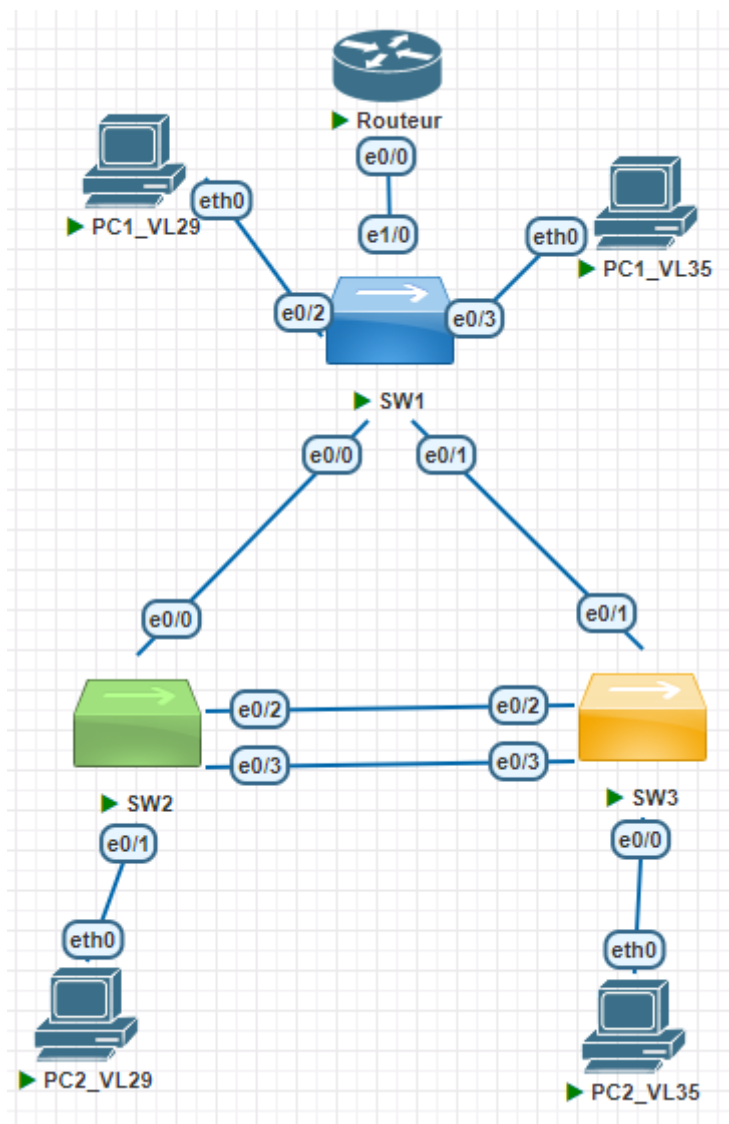 Routeur
e0/0
PC1_VL29
eth0
e1/0
eth0
PC1_VL35
e0/2
e0/3
SW1
e0/0
e0/1
e0/0
e0/1
e0/2
e0/2
e0/3
e0/3
SW2
SW3
e0/1
e0/0
eth0
eth0
PC2_VL29
PC2_VL35